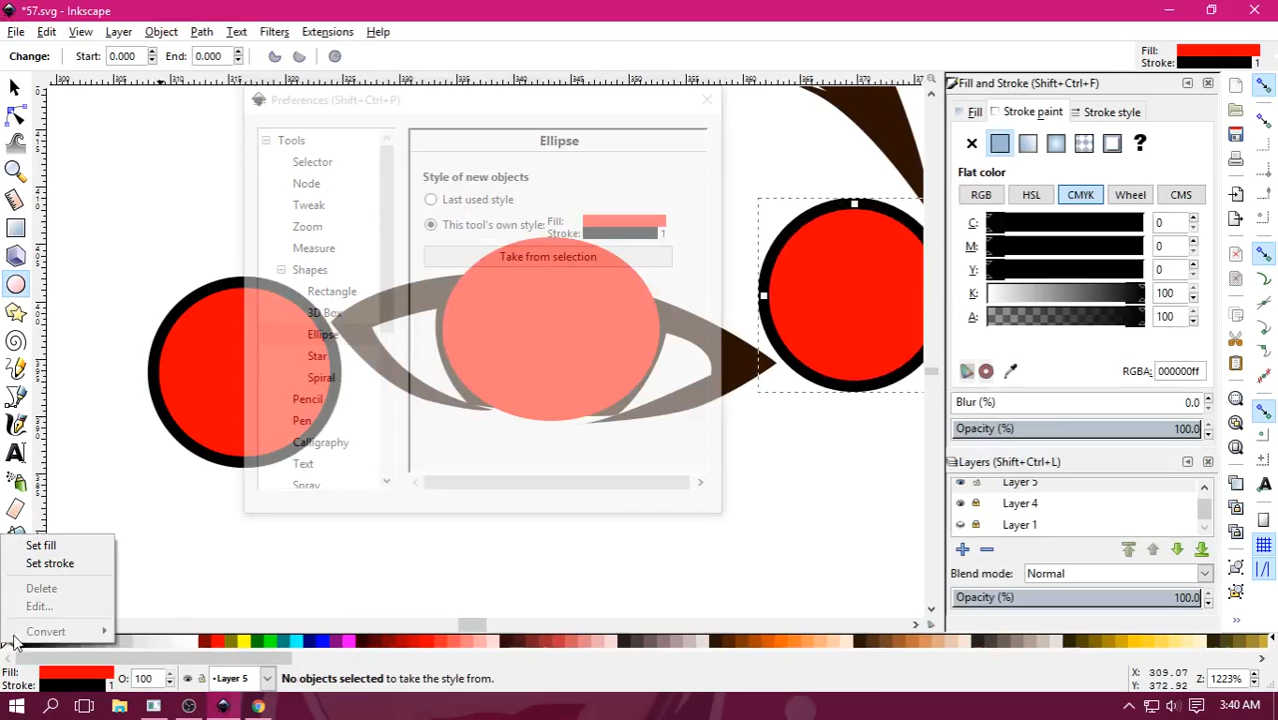 *57.svg - Inkscape
File Edit View Layer Object Path Text Filters Extensions Help
Change: Start: 0.000 End: 0.000
Fill:
Stroke: 1
Preferences (Shift+Ctrl+P)
Tools
Selector
Node
Tweak
Zoom
Measure
Shapes
Rectangle
3D Box
Ellipse
Star
Spiral
Pencil
Pen
Calligraphy
Text
Spray
Ellipse
Style of new objects
Last used style
This tool's own style: Fill:
Stroke: 1
Take from selection
Fill and Stroke (Shift+Ctrl+F)
Fill Stroke paint Stroke style
?
Flat color
RGB HSL CMYK Wheel CMS
C: 0
M: 0
Y: 0
K: 100
A: 100
RGBA: 000000ff
Blur (%) 0.0
Opacity (%) 100.0
Layers (Shift+Ctrl+L)
Layer 5
Layer 4
Layer 1
Blend mode: Normal
Opacity (%) 100.0
Set fill
Set stroke
Delete
Edit...
Convert
Fill:
Stroke: 1
O: 100
Layer 5
No objects selected to take the style from.
X: 309.07
Y: 372.92
Z: 1223%
3:40 AM